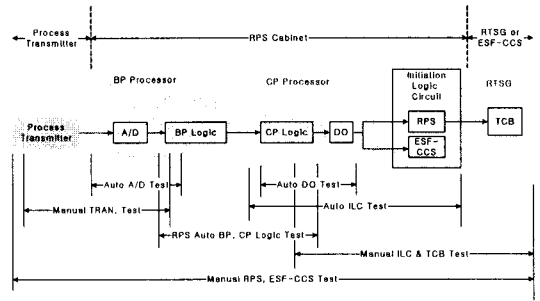 Process
Transmitter
RPS Cabinet
RTSG or
ESF-CCS
BP Processor
CP Processor
Initiation
Logic
Circuit
RTSG
Process
Transmitter
A/D
BP Logic
CP Logic
DO
RPS
ESF-
CCS
TCB
Auto A/D Test
Auto DO Test
Manual TRAN. Test
Auto ILC Test
RPS Auto BP, CP Logic Test
Manual ILC & TCB Test
Manual RPS, ESF-CCS Test